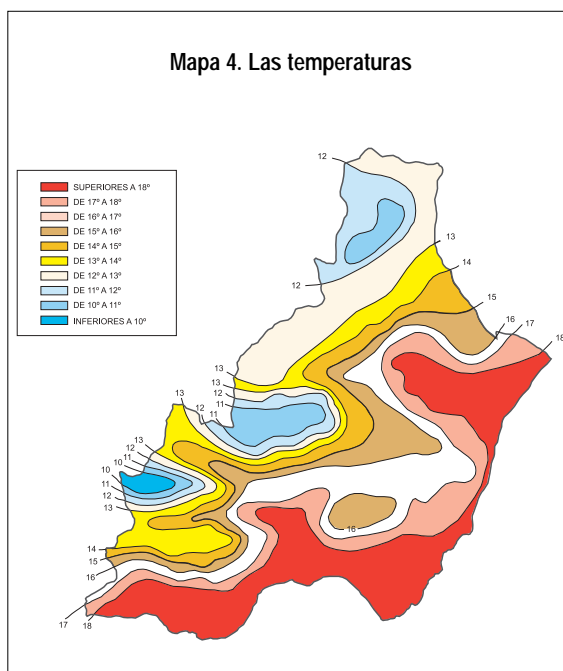 Mapa 4. Las temperaturas
12
SUPERIORES A 18º
DE 17º A 18º
DE 16º A 17º
DE 15º A 16º
DE 14º A 15º
DE 13º A 14º
DE 12º A 13º
DE 11º A 12º
DE 10º A 11º
INFERIORES A 10º
13
14
12
15
16
17
18
13
13
12
11
11
13
12
13
12
11
10
10
11
12
13
16
14
15
16
17
18